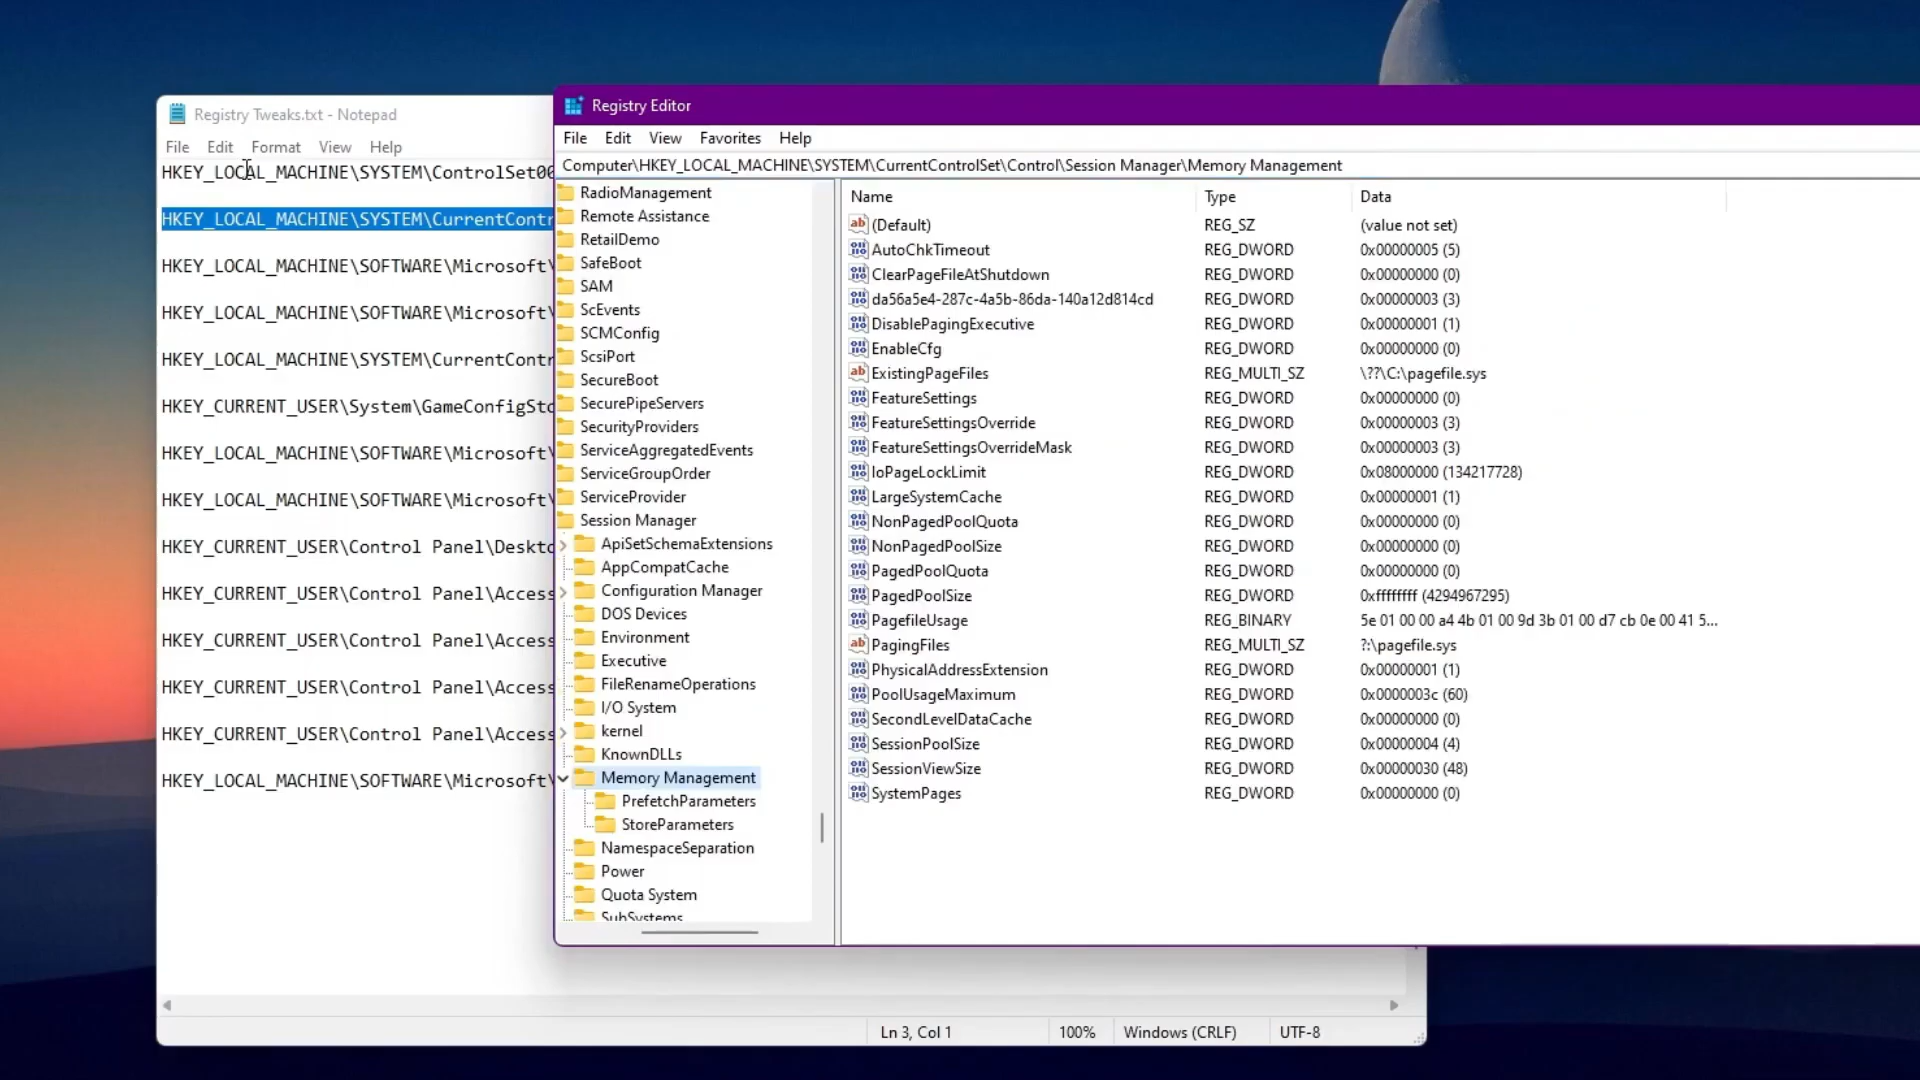 Registry Tweaks.txt - Notepad
File Edit Format View Help
HKEY_LOCAL_MACHINE\SYSTEM\ControlSet00
HKEY_LOCAL_MACHINE\SYSTEM\CurrentContr
HKEY_LOCAL_MACHINE\SOFTWARE\Microsoft\
HKEY_LOCAL_MACHINE\SOFTWARE\Microsoft\
HKEY_LOCAL_MACHINE\SYSTEM\CurrentContr
HKEY_CURRENT_USER\System\GameConfigSto
HKEY_LOCAL_MACHINE\SOFTWARE\Microsoft\
HKEY_LOCAL_MACHINE\SOFTWARE\Microsoft\
HKEY_CURRENT_USER\Control Panel\Deskto
HKEY_CURRENT_USER\Control Panel\Access
HKEY_CURRENT_USER\Control Panel\Access
HKEY_CURRENT_USER\Control Panel\Access
HKEY_CURRENT_USER\Control Panel\Access
HKEY_LOCAL_MACHINE\SOFTWARE\Microsoft\
Ln 3, Col 1 100% Windows (CRLF) UTF-8
Registry Editor
File Edit View Favorites Help
Computer\HKEY_LOCAL_MACHINE\SYSTEM\CurrentControlSet\Control\Session Manager\Memory Management
RadioManagement
Remote Assistance
RetailDemo
SafeBoot
SAM
ScEvents
SCMConfig
ScsiPort
SecureBoot
SecurePipeServers
SecurityProviders
ServiceAggregatedEvents
ServiceGroupOrder
ServiceProvider
Session Manager
ApiSetSchemaExtensions
AppCompatCache
Configuration Manager
DOS Devices
Environment
Executive
FileRenameOperations
I/O System
kernel
KnownDLLs
Memory Management
PrefetchParameters
StoreParameters
NamespaceSeparation
Power
Quota System
SubSystems
Name Type Data
(Default) REG_SZ (value not set)
AutoChkTimeout REG_DWORD 0x00000005 (5)
ClearPageFileAtShutdown REG_DWORD 0x00000000 (0)
da56a5e4-287c-4a5b-86da-140a12d814cd REG_DWORD 0x00000003 (3)
DisablePagingExecutive REG_DWORD 0x00000001 (1)
EnableCfg REG_DWORD 0x00000000 (0)
ExistingPageFiles REG_MULTI_SZ \??\C:\pagefile.sys
FeatureSettings REG_DWORD 0x00000000 (0)
FeatureSettingsOverride REG_DWORD 0x00000003 (3)
FeatureSettingsOverrideMask REG_DWORD 0x00000003 (3)
IoPageLockLimit REG_DWORD 0x08000000 (134217728)
LargeSystemCache REG_DWORD 0x00000001 (1)
NonPagedPoolQuota REG_DWORD 0x00000000 (0)
NonPagedPoolSize REG_DWORD 0x00000000 (0)
PagedPoolQuota REG_DWORD 0x00000000 (0)
PagedPoolSize REG_DWORD 0xffffffff (4294967295)
PagefileUsage REG_BINARY 5e 01 00 00 a4 4b 01 00 9d 3b 01 00 d7 cb 0e 00 41 5...
PagingFiles REG_MULTI_SZ ?:\pagefile.sys
PhysicalAddressExtension REG_DWORD 0x00000001 (1)
PoolUsageMaximum REG_DWORD 0x0000003c (60)
SecondLevelDataCache REG_DWORD 0x00000000 (0)
SessionPoolSize REG_DWORD 0x00000004 (4)
SessionViewSize REG_DWORD 0x00000030 (48)
SystemPages REG_DWORD 0x00000000 (0)